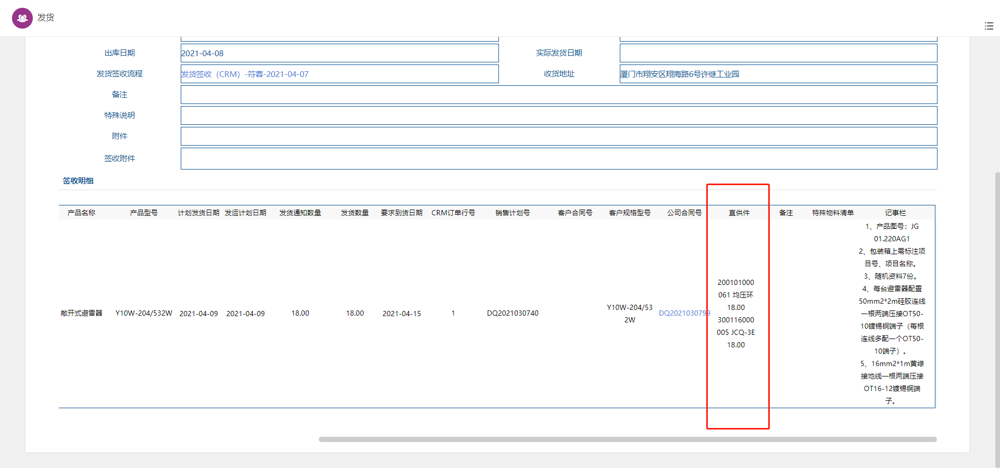 发货
出库日期
2021-04-08
实际发货日期
发货签收流程
发货签收（CRM）-符蓉-2021-04-07
收货地址
厦门市翔安区翔海路6号许继工业园
备注
特殊说明
附件
签收附件
签收明细
产品名称
产品型号
计划发货日期
发运计划日期
发货通知数量
发货数量
要求到货日期
CRM订单行号
销售计划号
客户合同号
客户规格型号
公司合同号
直供件
备注
特殊物料清单
记事栏
敞开式避雷器
Y10W-204/532W
2021-04-09
2021-04-09
18.00
18.00
2021-04-15
1
DQ2021030740
Y10W-204/53
2W
DQ2021030799
200101000
061 均压环
18.00
300116000
005 JCQ-3E
18.00
1、产品图号：JG
01.220AG1
2、包装箱上需标注项
目号、项目名称。
3、随机资料7份。
4、每台避雷器配置
50mm2*2m硅胶连线
一根两端压接OT50-
10镀锡铜端子（每根
连线多配一个OT50-
10端子）。
5、16mm2*1m黄绿
接地线一根两端压接
OT16-12镀锡铜端
子。